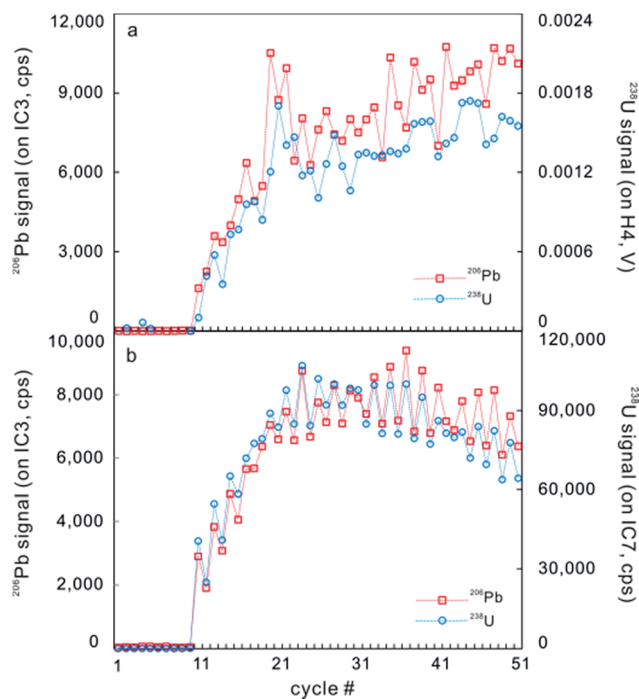 a
12,000
9,000
6,000
3,000
0
²⁰⁶Pb signal (on IC3, cps)
0.0024
0.0018
0.0012
0.0006
0
²³⁸U signal (on H4, V)
²⁰⁶Pb
²³⁸U
b
10,000
8,000
6,000
4,000
2,000
0
²⁰⁶Pb signal (on IC3, cps)
120,000
90,000
60,000
30,000
0
²³⁸U signal (on IC7, cps)
²⁰⁶Pb
²³⁸U
1 11 21 31 41 51
cycle #